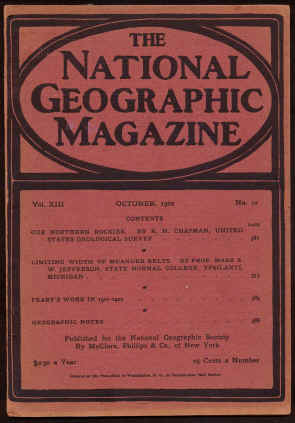 THE
NATIONAL
GEOGRAPHIC
MAGAZINE
Vol. XIII
OCTOBER, 1902
No. 10
CONTENTS
PAGE
OUR NORTHERN ROCKIES. BY R. H. CHAPMAN, UNITED
STATES GEOLOGICAL SURVEY
LIMITING WIDTH OF MEANDER BELTS. BY PROF. MARK S.
W. JEFFERSON, STATE NORMAL COLLEGE, YPSILANTI,
MICHIGAN
PEARY'S WORK IN 1901-1902
GEOGRAPHIC NOTES
Published for the National Geographic Society
By McClure, Phillips & Co., of New York
$2.50 a Year
25 Cents a Number